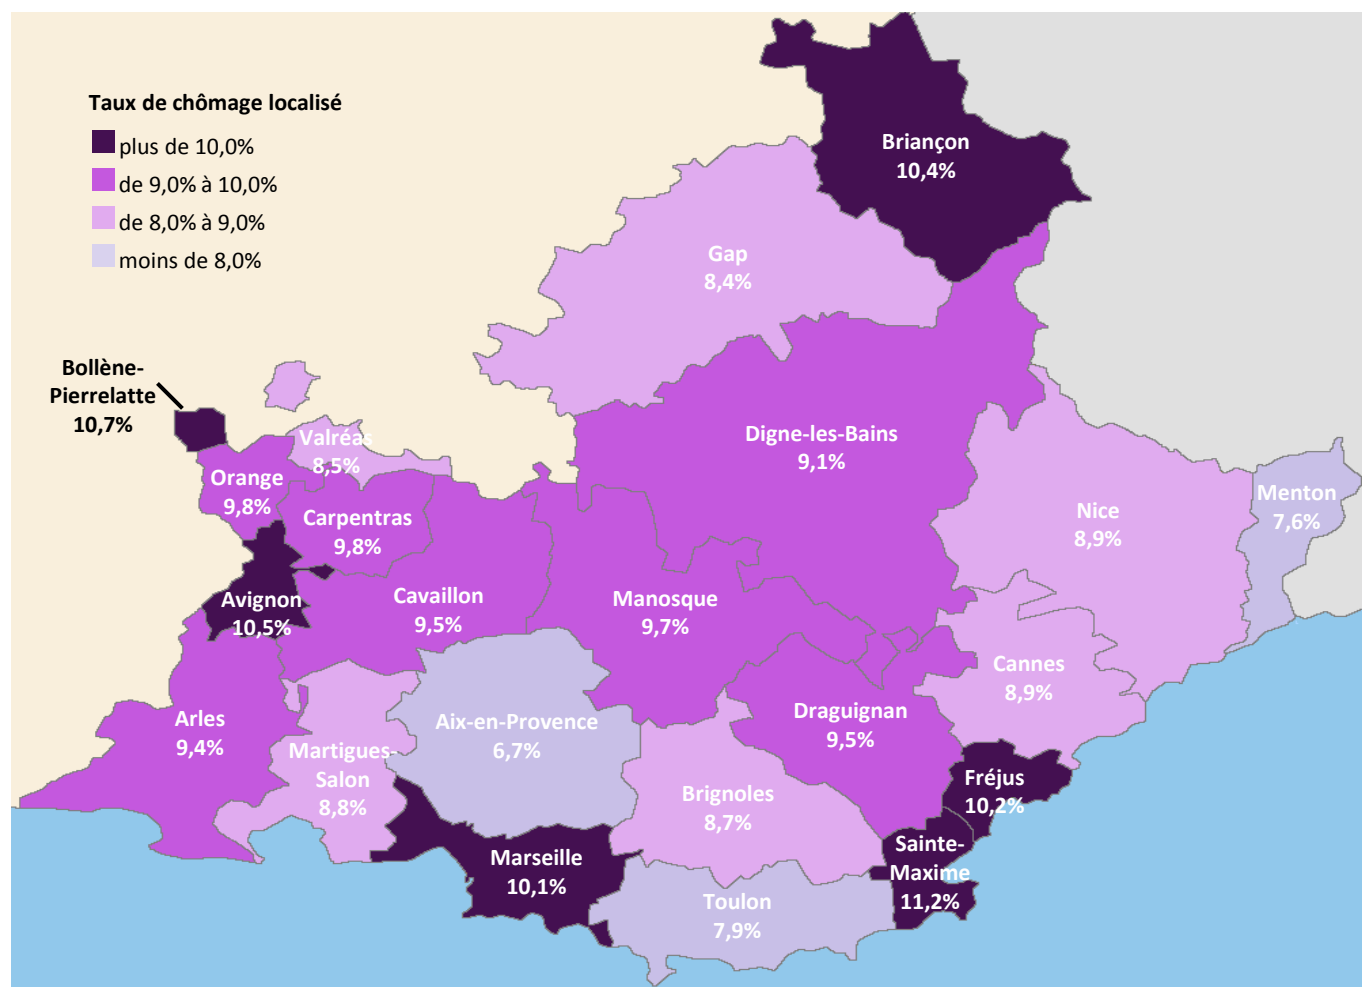 Taux de chômage localisé
plus de 10,0%
de 9,0% à 10,0%
de 8,0% à 9,0%
moins de 8,0%
Briançon
10,4%
Gap
8,4%
Bollène-
Pierrelatte
10,7%
Valréas
8,5%
Digne-les-Bains
9,1%
Orange
9,8%
Carpentras
9,8%
Menton
7,6%
Nice
8,9%
Avignon
10,5%
Cavaillon
9,5%
Manosque
9,7%
Cannes
8,9%
Arles
9,4%
Aix-en-Provence
6,7%
Draguignan
9,5%
Martigues-
Salon
8,8%
Brignoles
8,7%
Fréjus
10,2%
Sainte-
Maxime
11,2%
Marseille
10,1%
Toulon
7,9%